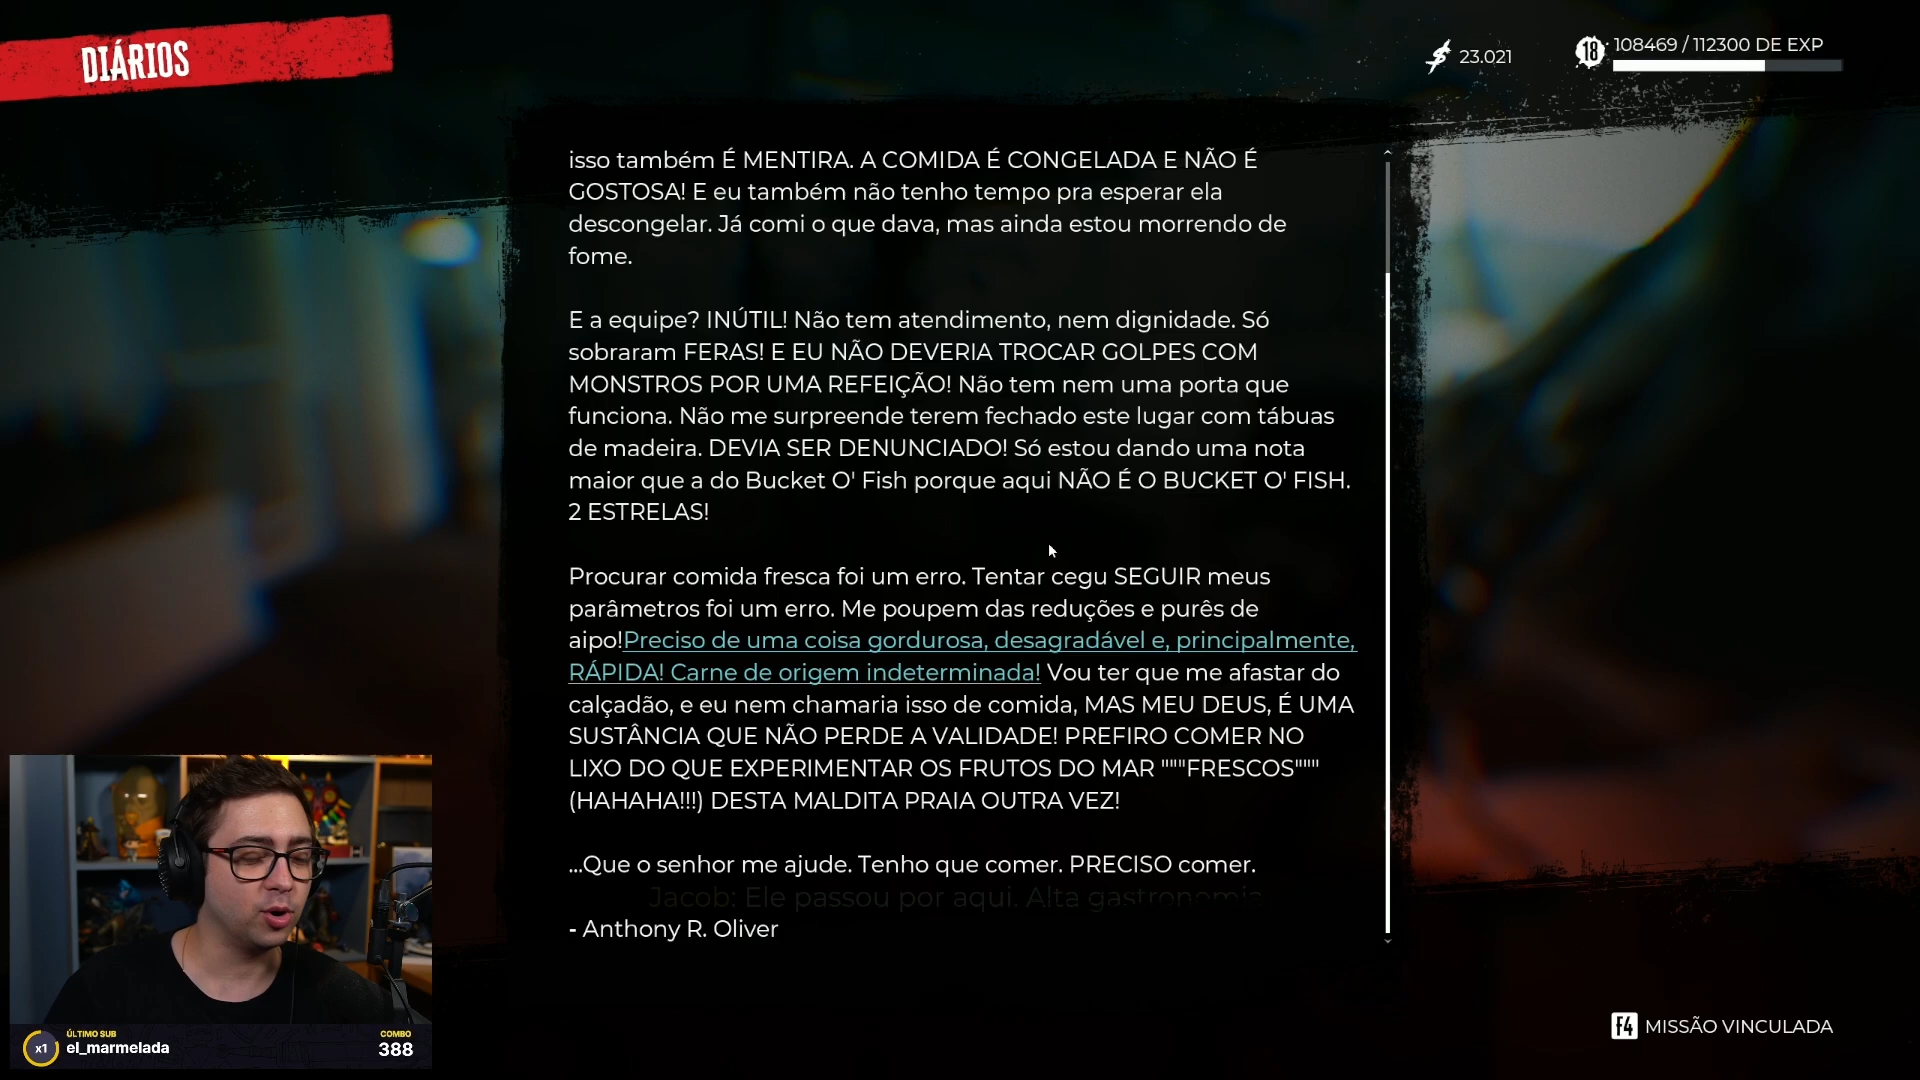 DIÁRIOS
23.021
18
108469 / 112300 DE EXP
isso também É MENTIRA. A COMIDA É CONGELADA E NÃO É
GOSTOSA! E eu também não tenho tempo pra esperar ela
descongelar. Já comi o que dava, mas ainda estou morrendo de
fome.
E a equipe? INÚTIL! Não tem atendimento, nem dignidade. Só
sobraram FERAS! E EU NÃO DEVERIA TROCAR GOLPES COM
MONSTROS POR UMA REFEIÇÃO! Não tem nem uma porta que
funciona. Não me surpreende terem fechado este lugar com tábuas
de madeira. DEVIA SER DENUNCIADO! Só estou dando uma nota
maior que a do Bucket O' Fish porque aqui NÃO É O BUCKET O' FISH.
2 ESTRELAS!
Procurar comida fresca foi um erro. Tentar cegu SEGUIR meus
parâmetros foi um erro. Me poupem das reduções e purês de
aipo!Preciso de uma coisa gordurosa, desagradável e, principalmente,
RÁPIDA! Carne de origem indeterminada! Vou ter que me afastar do
calçadão, e eu nem chamaria isso de comida, MAS MEU DEUS, É UMA
SUSTÂNCIA QUE NÃO PERDE A VALIDADE! PREFIRO COMER NO
LIXO DO QUE EXPERIMENTAR OS FRUTOS DO MAR """FRESCOS"""
(HAHAHA!!!) DESTA MALDITA PRAIA OUTRA VEZ!
...Que o senhor me ajude. Tenho que comer. PRECISO comer.
Jacob: Ele passou por aqui. Alta gastronomia
- Anthony R. Oliver
F4 MISSÃO VINCULADA
x1
ÚLTIMO SUB
el_marmelada
COMBO
388